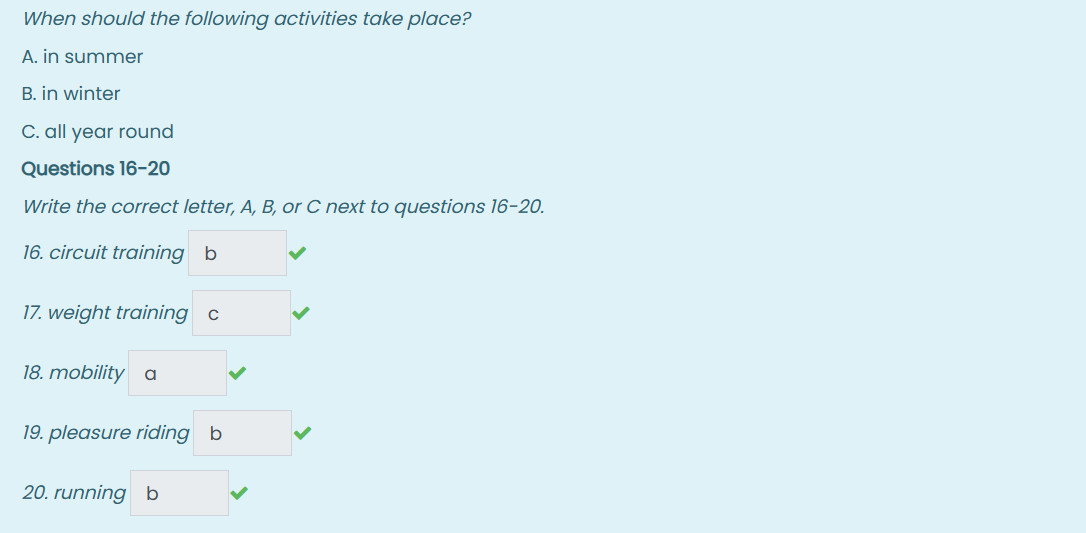 When should the following activities take place?
A. in summer
B. in winter
C. all year round
Questions 16-20
Write the correct letter, A, B, or C next to questions 16-20.
16. circuit training b
17. weight training c
18. mobility a
19. pleasure riding b
20. running b